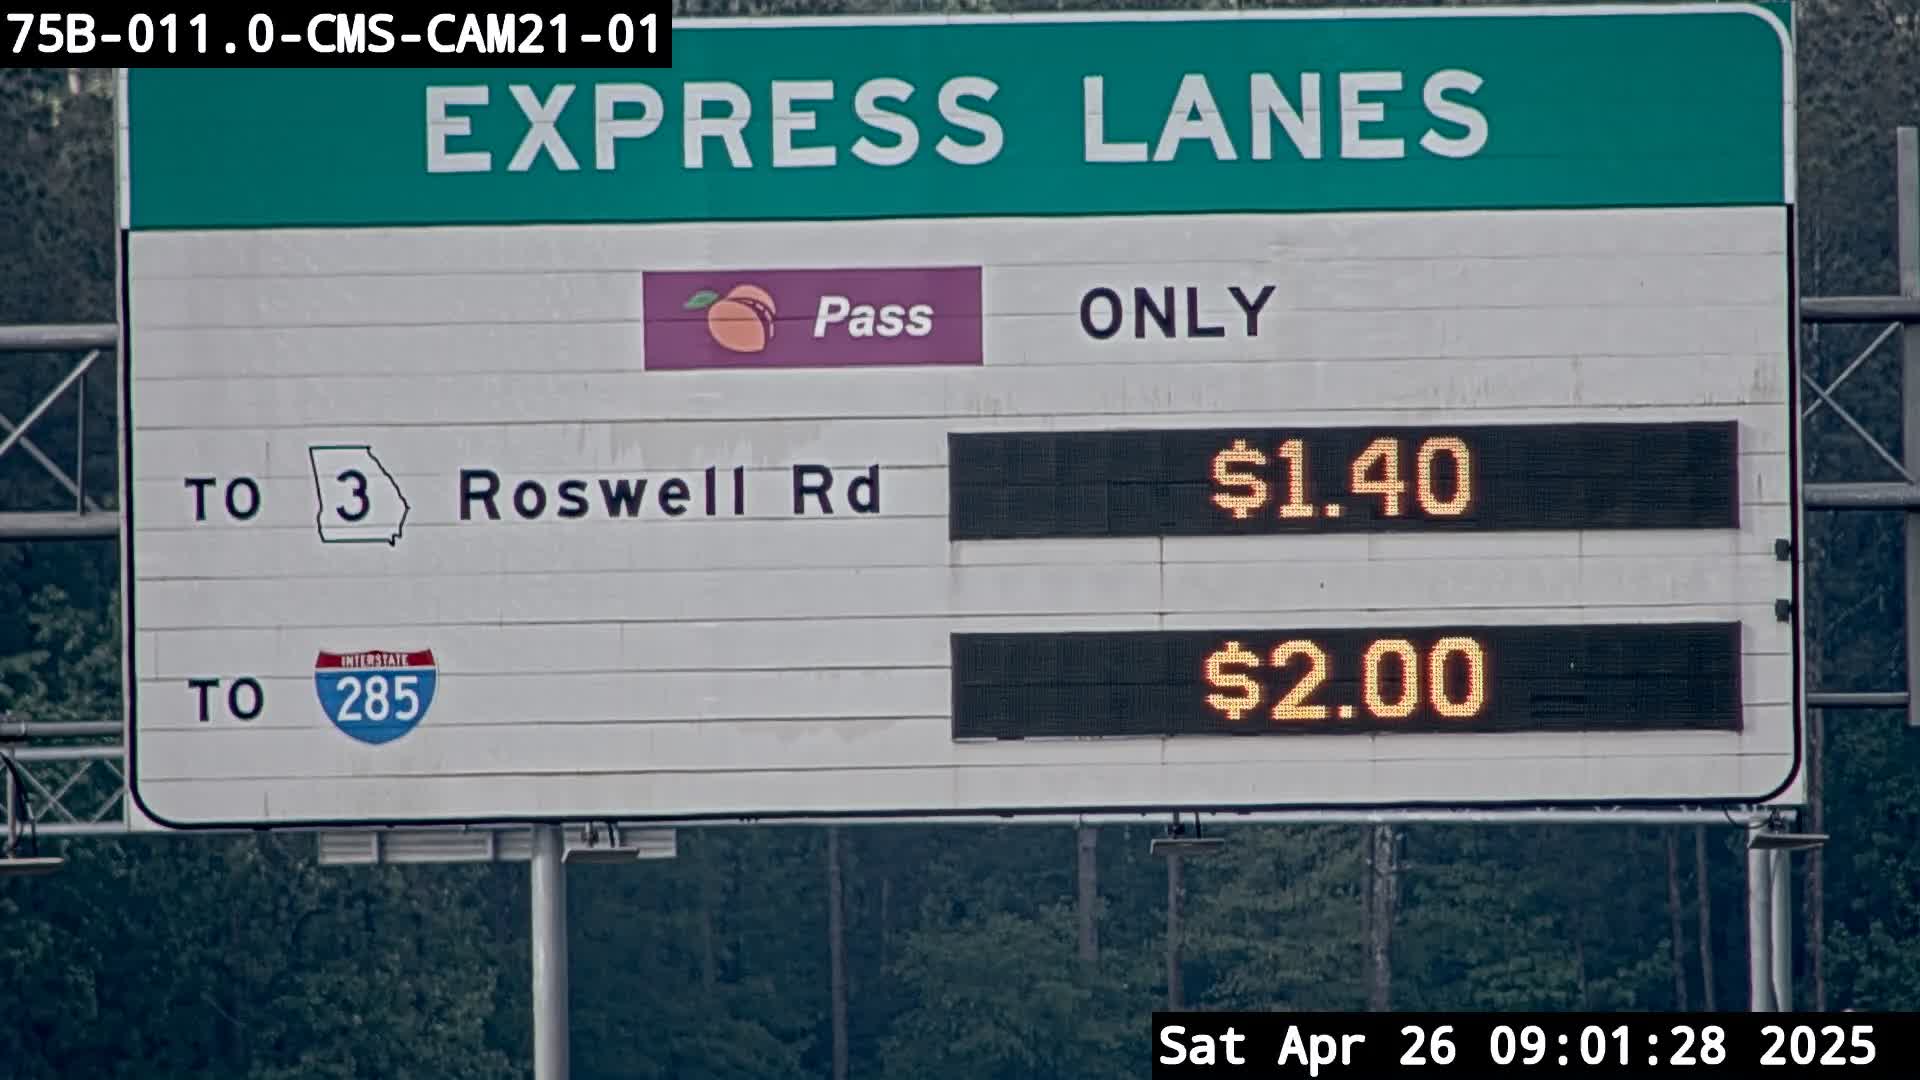 75B-011.0-CMS-CAM21-01
EXPRESS LANES
Pass ONLY
TO 3 Roswell Rd $1.40
INTERSTATE
TO 285 $2.00
Sat Apr 26 09:01:28 2025